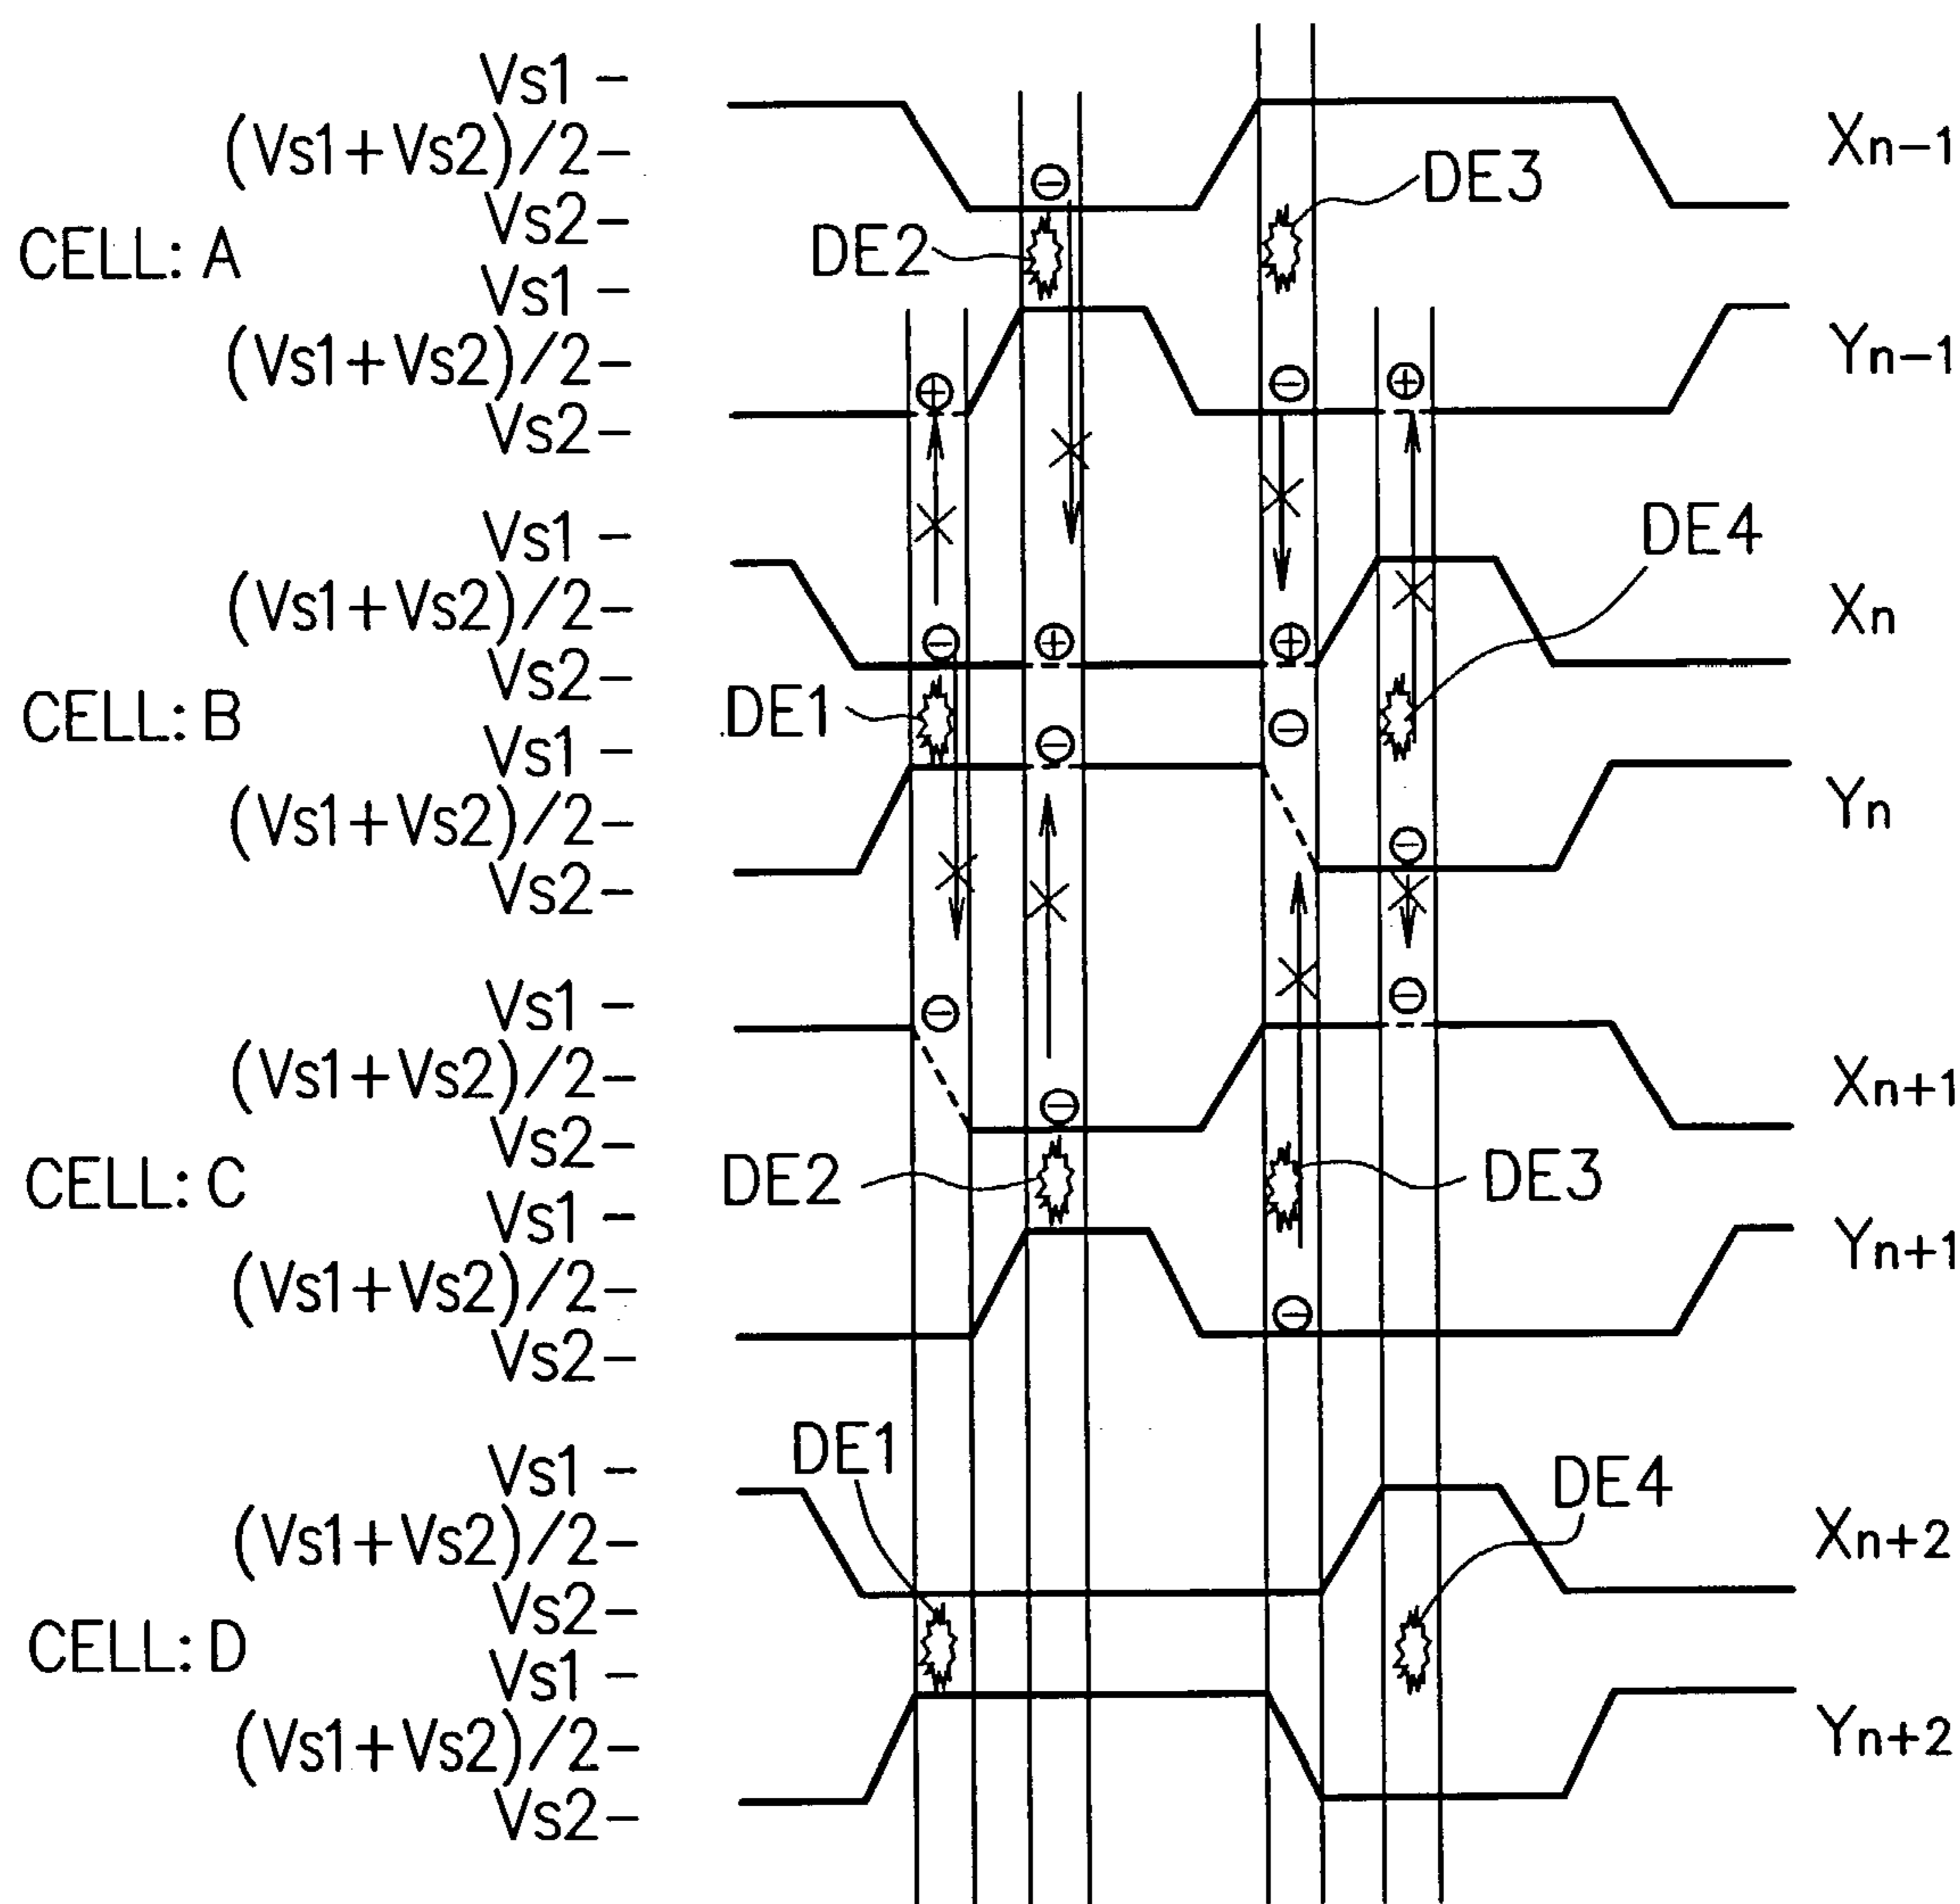 Vs1
(Vs1+Vs2)/2
Vs2
Xn-1
CELL: A
DE2
DE3
Vs1
(Vs1+Vs2)/2
Vs2
Yn-1
Vs1
(Vs1+Vs2)/2
Vs2
Xn
DE4
CELL: B
DE1
Vs1
(Vs1+Vs2)/2
Vs2
Yn
Vs1
(Vs1+Vs2)/2
Vs2
Xn+1
CELL: C
DE2
DE3
Vs1
(Vs1+Vs2)/2
Vs2
Yn+1
DE1
DE4
Vs1
(Vs1+Vs2)/2
Vs2
Xn+2
CELL: D
Vs1
(Vs1+Vs2)/2
Vs2
Yn+2